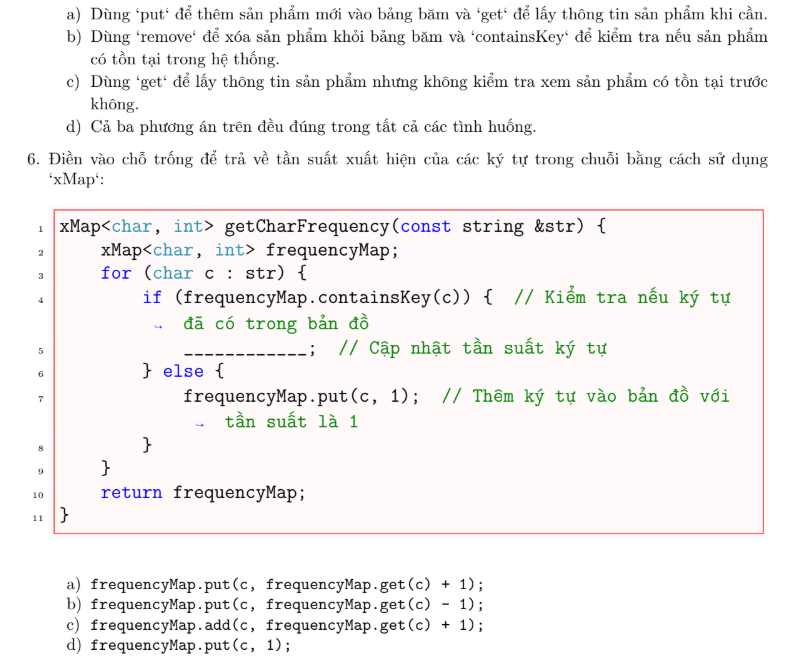 a) Dùng ‘put‘ để thêm sản phẩm mới vào bảng băm và ‘get‘ để lấy thông tin sản phẩm khi cần.
b) Dùng ‘remove‘ để xóa sản phẩm khỏi bảng băm và ‘containsKey‘ để kiểm tra nếu sản phẩm
có tồn tại trong hệ thống.
c) Dùng ‘get‘ để lấy thông tin sản phẩm nhưng không kiểm tra xem sản phẩm có tồn tại trước
không.
d) Cả ba phương án trên đều đúng trong tất cả các tình huống.
6. Điền vào chỗ trống để trả về tần suất xuất hiện của các ký tự trong chuỗi bằng cách sử dụng
‘xMap‘:
1 xMap<char, int> getCharFrequency(const string &str) {
2     xMap<char, int> frequencyMap;
3     for (char c : str) {
4         if (frequencyMap.containsKey(c)) {  // Kiểm tra nếu ký tự
↪ đã có trong bản đồ
5             ____________;  // Cập nhật tần suất ký tự
6         } else {
7             frequencyMap.put(c, 1);  // Thêm ký tự vào bản đồ với
↪ tần suất là 1
8         }
9     }
10     return frequencyMap;
11 }
a) frequencyMap.put(c, frequencyMap.get(c) + 1);
b) frequencyMap.put(c, frequencyMap.get(c) - 1);
c) frequencyMap.add(c, frequencyMap.get(c) + 1);
d) frequencyMap.put(c, 1);